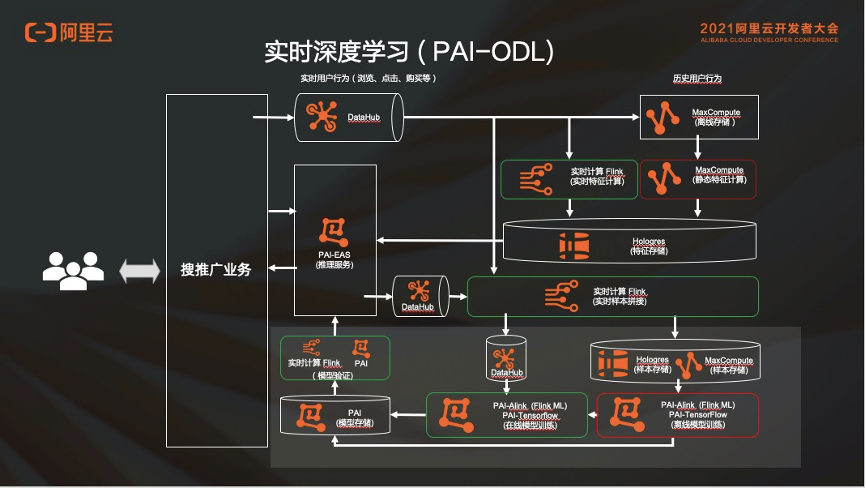 阿里云
2021阿里云开发者大会
ALIBABA CLOUD DEVELOPER CONFERENCE
实时深度学习（PAI-ODL)
实时用户行为（浏览、点击、购买等）
历史用户行为
DataHub
MaxCompute
(离线存储 )
实时计算 Flink
(实时特征计算)
MaxCompute
(静态特征计算)
Hologres
(特征存储)
PAI-EAS
(推理服务)
搜推广业务
DataHub
实时计算 Flink
(实时样本拼接)
实时计算 Flink
PAI
（模型验证）
DataHub
Hologres
(样本存储)
MaxCompute
(样本存储)
PAI
(模型存储)
PAI-Alink (Flink ML)
PAI-Tensorflow
(在线模型训练)
PAI-Alink (Flink ML)
PAI-TensorFlow
(离线模型训练)